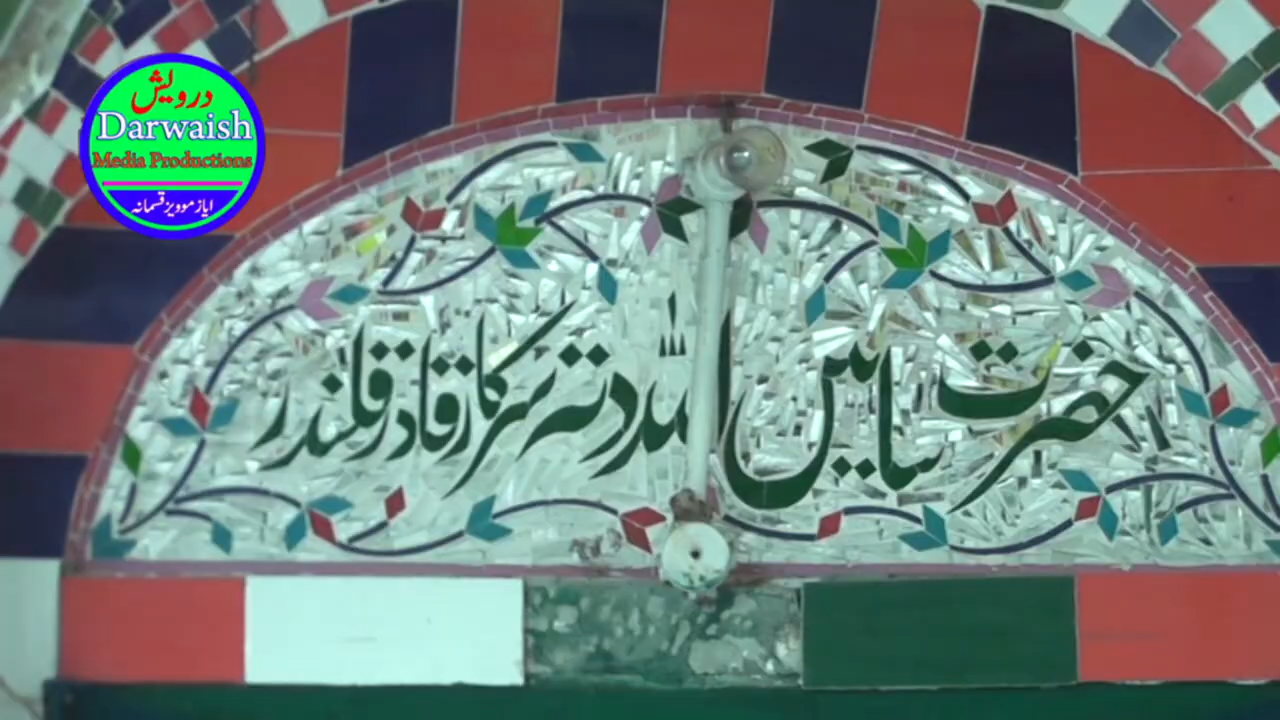 درویش
Darwaish
Media Productions
ایاز موویز قسمانہ
حضرت سائیں اللہ دتہ سرکار قادر قلندر